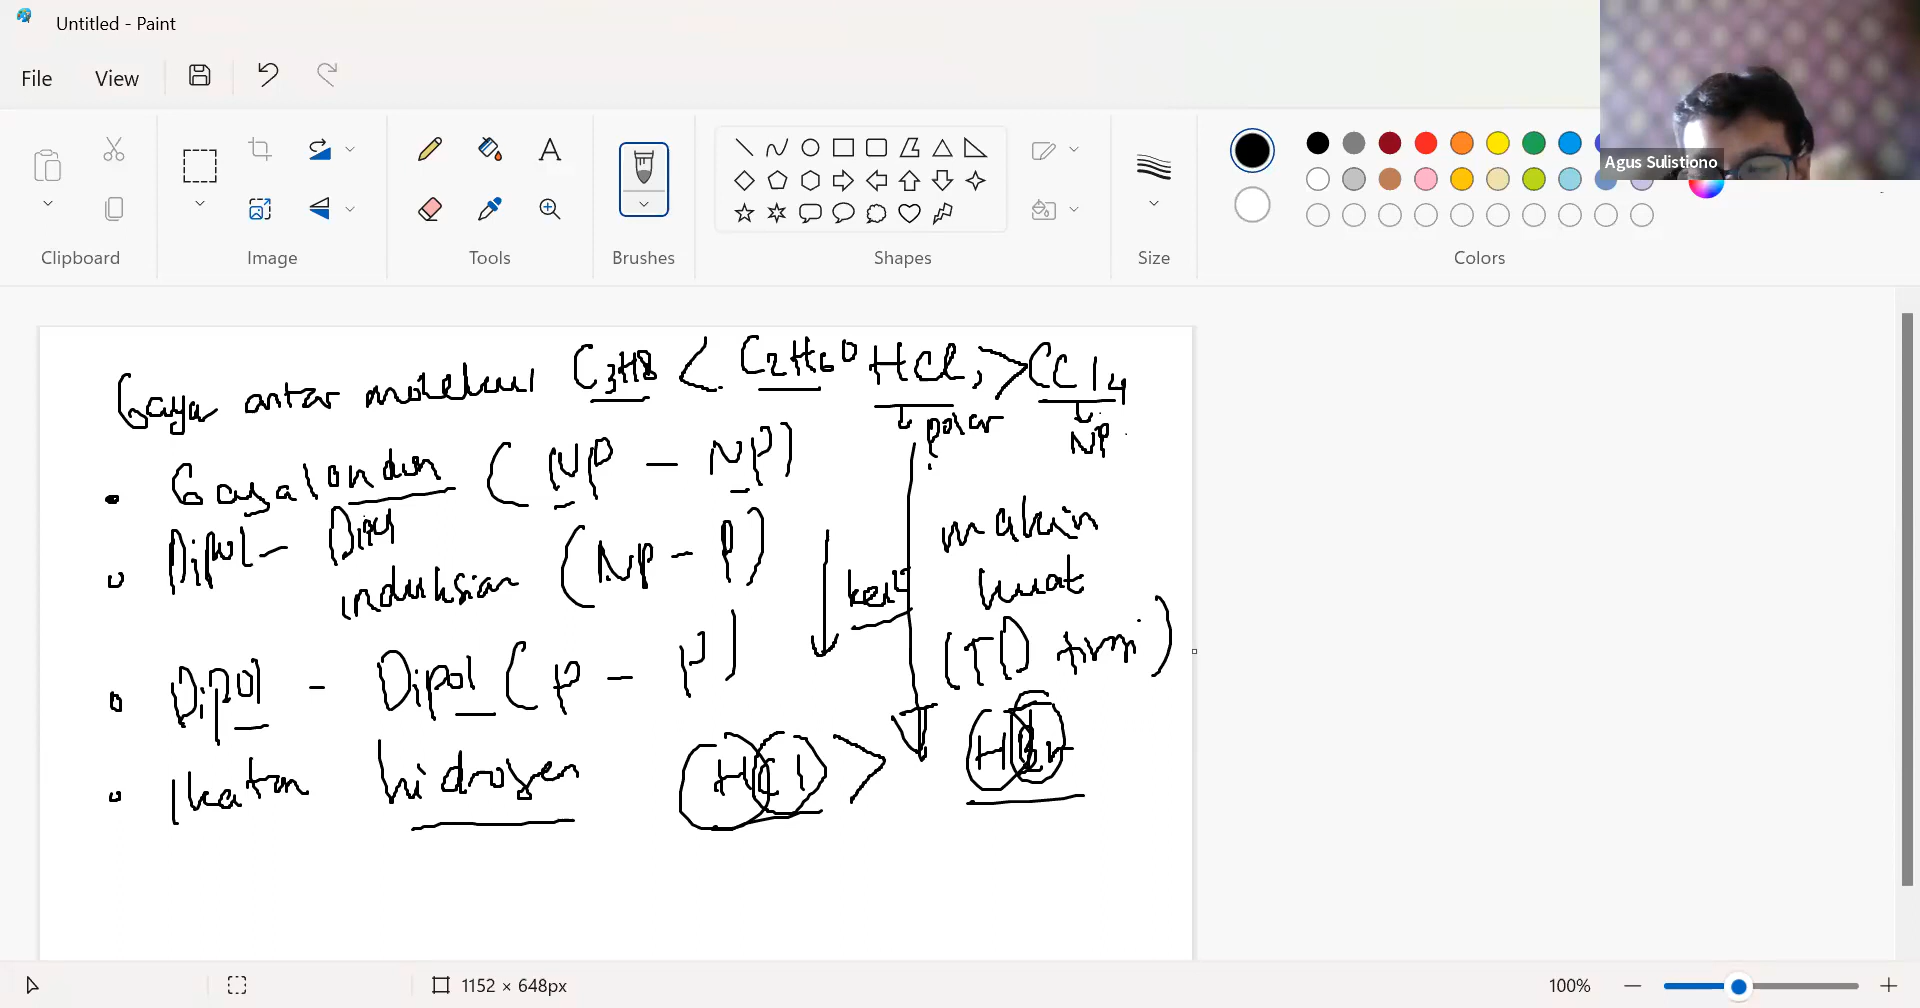 Untitled - Paint
File View
Agus Sulistiono
Clipboard Image Tools Brushes Shapes Size Colors
Gaya antar molekul C3H8 < C2H6O HCl, > CCl4
polar NP
Gaya london (NP - NP)
Dipol - Dipol
induksian (NP - P)
makin
kuat
(TD )
Dipol - Dipol (P - P)
Ikatan hidrogen HCl > HBr
1152 × 648px 100%